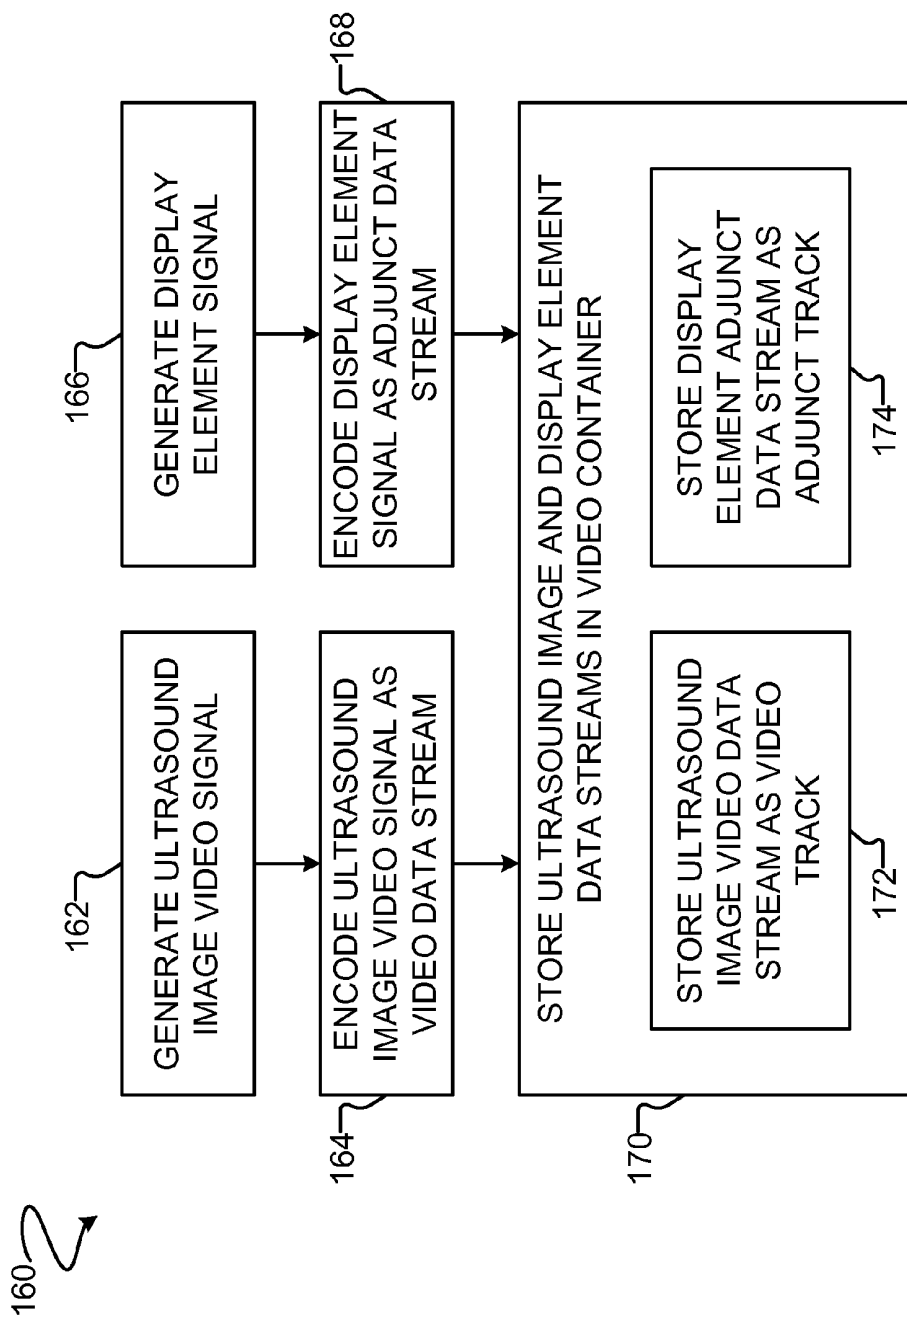 160
162
GENERATE ULTRASOUND
IMAGE VIDEO SIGNAL
166
GENERATE DISPLAY
ELEMENT SIGNAL
164
ENCODE ULTRASOUND
IMAGE VIDEO SIGNAL AS
VIDEO DATA STREAM
168
ENCODE DISPLAY ELEMENT
SIGNAL AS ADJUNCT DATA
STREAM
170
STORE ULTRASOUND IMAGE AND DISPLAY ELEMENT
DATA STREAMS IN VIDEO CONTAINER
STORE ULTRASOUND
IMAGE VIDEO DATA
STREAM AS VIDEO
TRACK
172
STORE DISPLAY
ELEMENT ADJUNCT
DATA STREAM AS
ADJUNCT TRACK
174